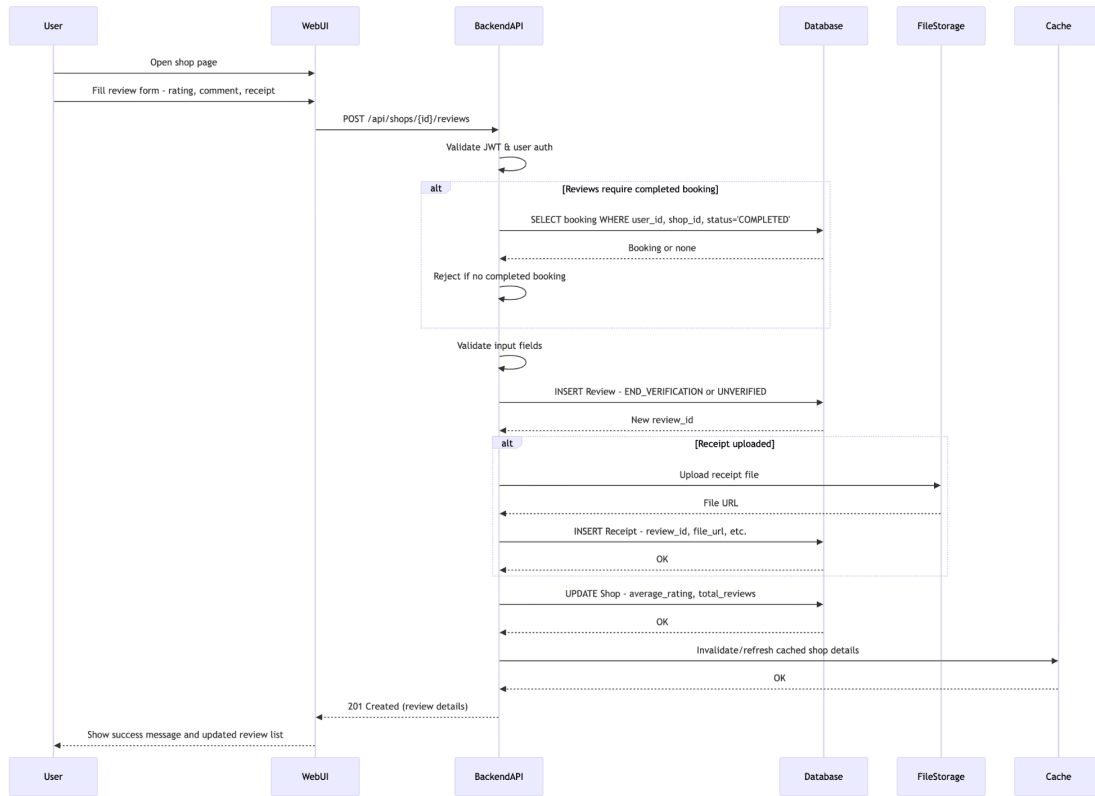 User WebUI BackendAPI Database FileStorage Cache
Open shop page
Fill review form - rating, comment, receipt
POST /api/shops/{id}/reviews
Validate JWT & user auth
alt [Reviews require completed booking]
SELECT booking WHERE user_id, shop_id, status='COMPLETED'
Booking or none
Reject if no completed booking
Validate input fields
INSERT Review - END_VERIFICATION or UNVERIFIED
New review_id
alt [Receipt uploaded]
Upload receipt file
File URL
INSERT Receipt - review_id, file_url, etc.
OK
UPDATE Shop - average_rating, total_reviews
OK
Invalidate/refresh cached shop details
OK
201 Created (review details)
Show success message and updated review list
User WebUI BackendAPI Database FileStorage Cache